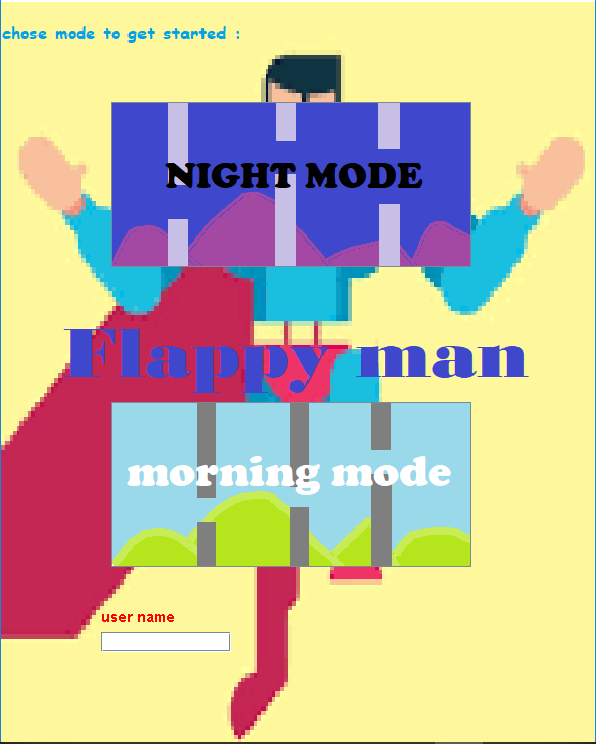 chose mode to get started :
NIGHT MODE
Flappy man
morning mode
user name